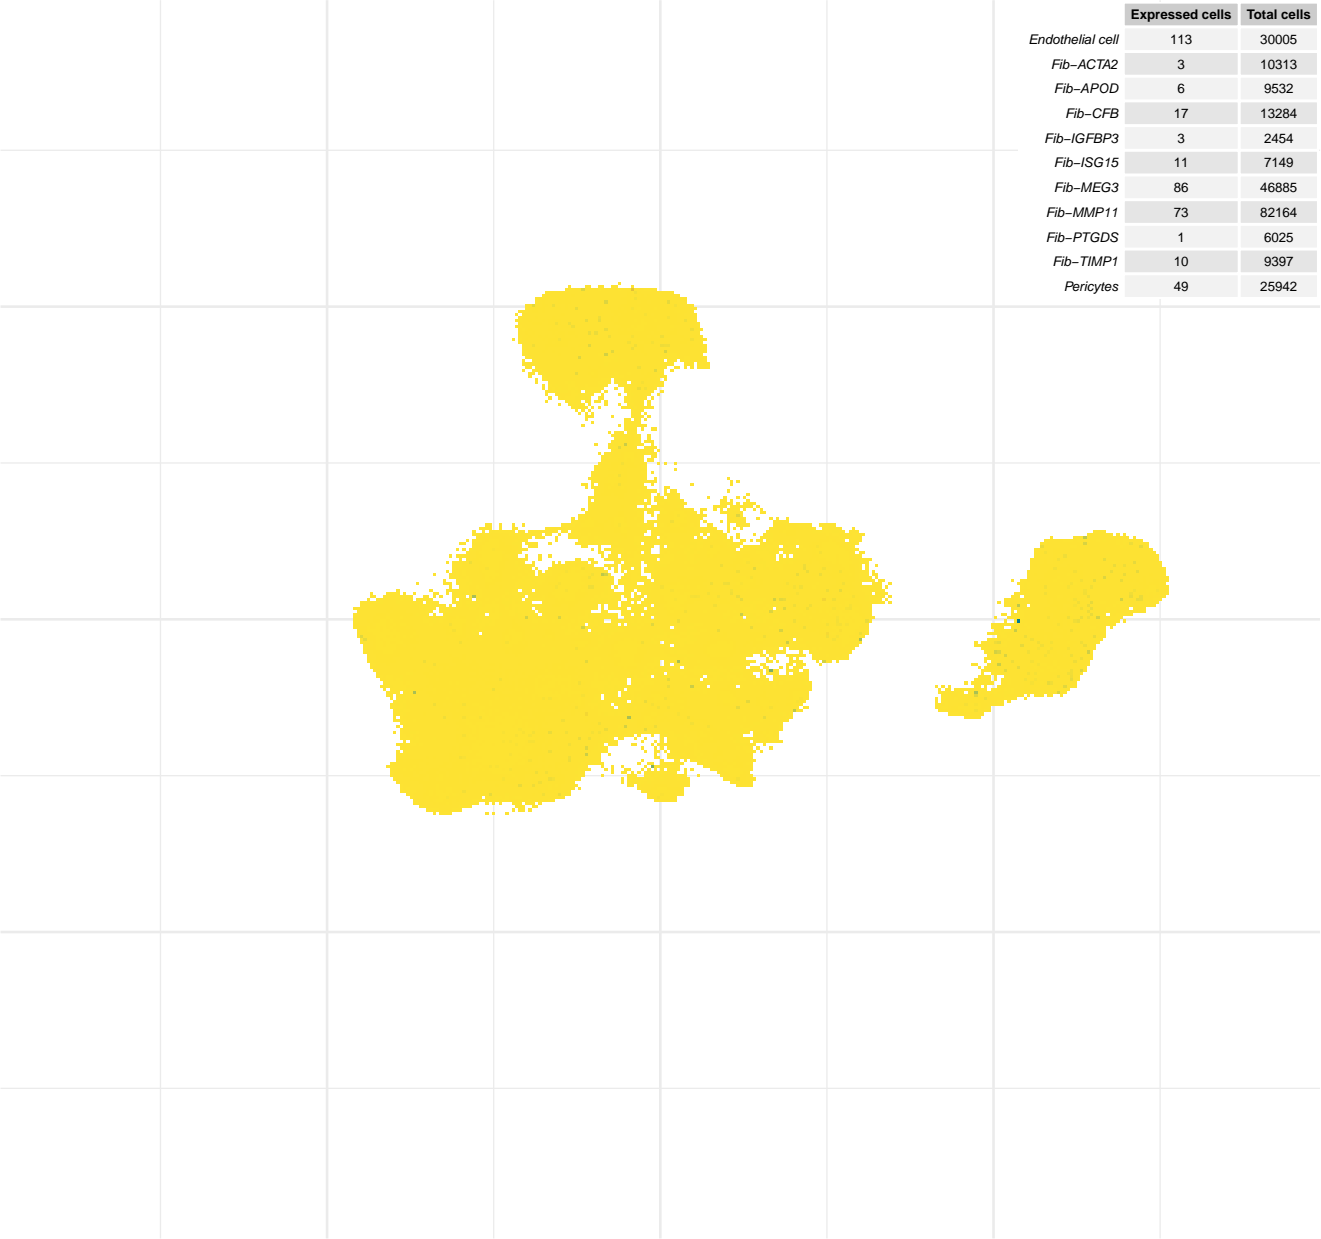 Expressed cells Total cells
Endothelial cell 113 30005
Fib−ACTA2 3 10313
Fib−APOD 6 9532
Fib−CFB 17 13284
Fib−IGFBP3 3 2454
Fib−ISG15 11 7149
Fib−MEG3 86 46885
Fib−MMP11 73 82164
Fib−PTGDS 1 6025
Fib−TIMP1 10 9397
Pericytes 49 25942